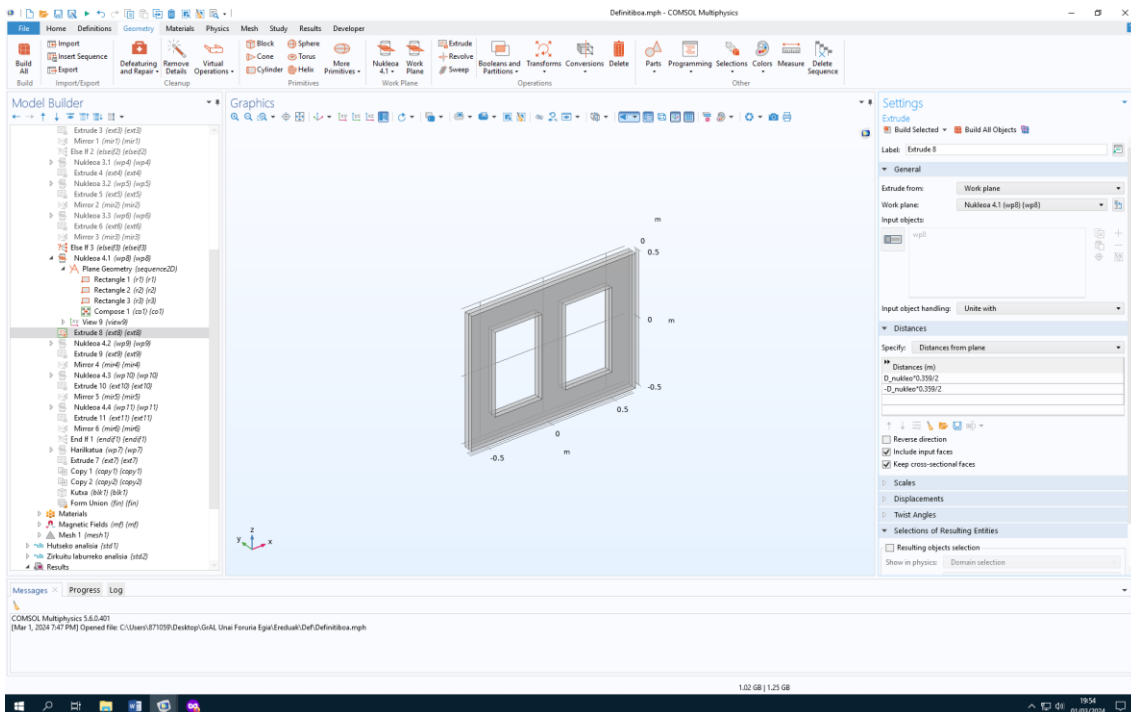 Definitiboa.mph - COMSOL Multiphysics
File Home Definitions Geometry Materials Physics Mesh Study Results Developer
Build All
Import
Insert Sequence
Export
Defeaturing and Repair
Remove Details
Virtual Operations
Block Sphere
Cone Torus
Cylinder Helix
More Primitives
Nukleoa 4.1
Work Plane
Extrude
Revolve
Sweep
Booleans and Partitions
Transforms
Conversions
Delete
Parts
Programming
Selections
Colors
Measure
Delete Sequence
Build Import/Export Cleanup Primitives Work Plane Operations Other
Model Builder
Extrude 3 (ext3) {ext3}
Mirror 1 (mir1) {mir1}
Else If 2 (elseif2) {elseif2}
Nukleoa 3.1 (wp4) {wp4}
Extrude 4 (ext4) {ext4}
Nukleoa 3.2 (wp5) {wp5}
Extrude 5 (ext5) {ext5}
Mirror 2 (mir2) {mir2}
Nukleoa 3.3 (wp6) {wp6}
Extrude 6 (ext6) {ext6}
Mirror 3 (mir3) {mir3}
Else If 3 (elseif3) {elseif3}
Nukleoa 4.1 (wp8) {wp8}
Plane Geometry (sequence2D)
Rectangle 1 (r1) {r1}
Rectangle 2 (r2) {r2}
Rectangle 3 (r3) {r3}
Compose 1 (co1) {co1}
View 9 {view9}
Extrude 8 (ext8) {ext8}
Nukleoa 4.2 (wp9) {wp9}
Extrude 9 (ext9) {ext9}
Mirror 4 (mir4) {mir4}
Nukleoa 4.3 (wp10) {wp10}
Extrude 10 (ext10) {ext10}
Mirror 5 (mir5) {mir5}
Nukleoa 4.4 (wp11) {wp11}
Extrude 11 (ext11) {ext11}
Mirror 6 (mir6) {mir6}
End If 1 (endif1) {endif1}
Harilkatua (wp7) {wp7}
Extrude 7 (ext7) {ext7}
Copy 1 (copy1) {copy1}
Copy 2 (copy2) {copy2}
Kutxa (blk1) {blk1}
Form Union (fin) {fin}
Materials
Magnetic Fields (mf) {mf}
Mesh 1 {mesh1}
Hutseko analisia {std1}
Zirkuitu laburreko analisia {std2}
Results
Graphics
m
0
0.5
0 m
-0.5
0.5
0
m
-0.5
z
y x
Settings
Extrude
Build Selected Build All Objects
Label: Extrude 8
General
Extrude from: Work plane
Work plane: Nukleoa 4.1 (wp8) {wp8}
Input objects:
wp8
Input object handling: Unite with
Distances
Specify: Distances from plane
Distances (m)
D_nukleo*0.359/2
-D_nukleo*0.359/2
Reverse direction
Include input faces
Keep cross-sectional faces
Scales
Displacements
Twist Angles
Selections of Resulting Entities
Resulting objects selection
Show in physics: Domain selection
Messages Progress Log
COMSOL Multiphysics 5.6.0.401
[Mar 1, 2024 7:47 PM] Opened file: C:\Users\871059\Desktop\GrAL Unai Foruria Egia\Ereduak\Def\Definitiboa.mph
1.02 GB | 1.25 GB
19:54
01/03/2024